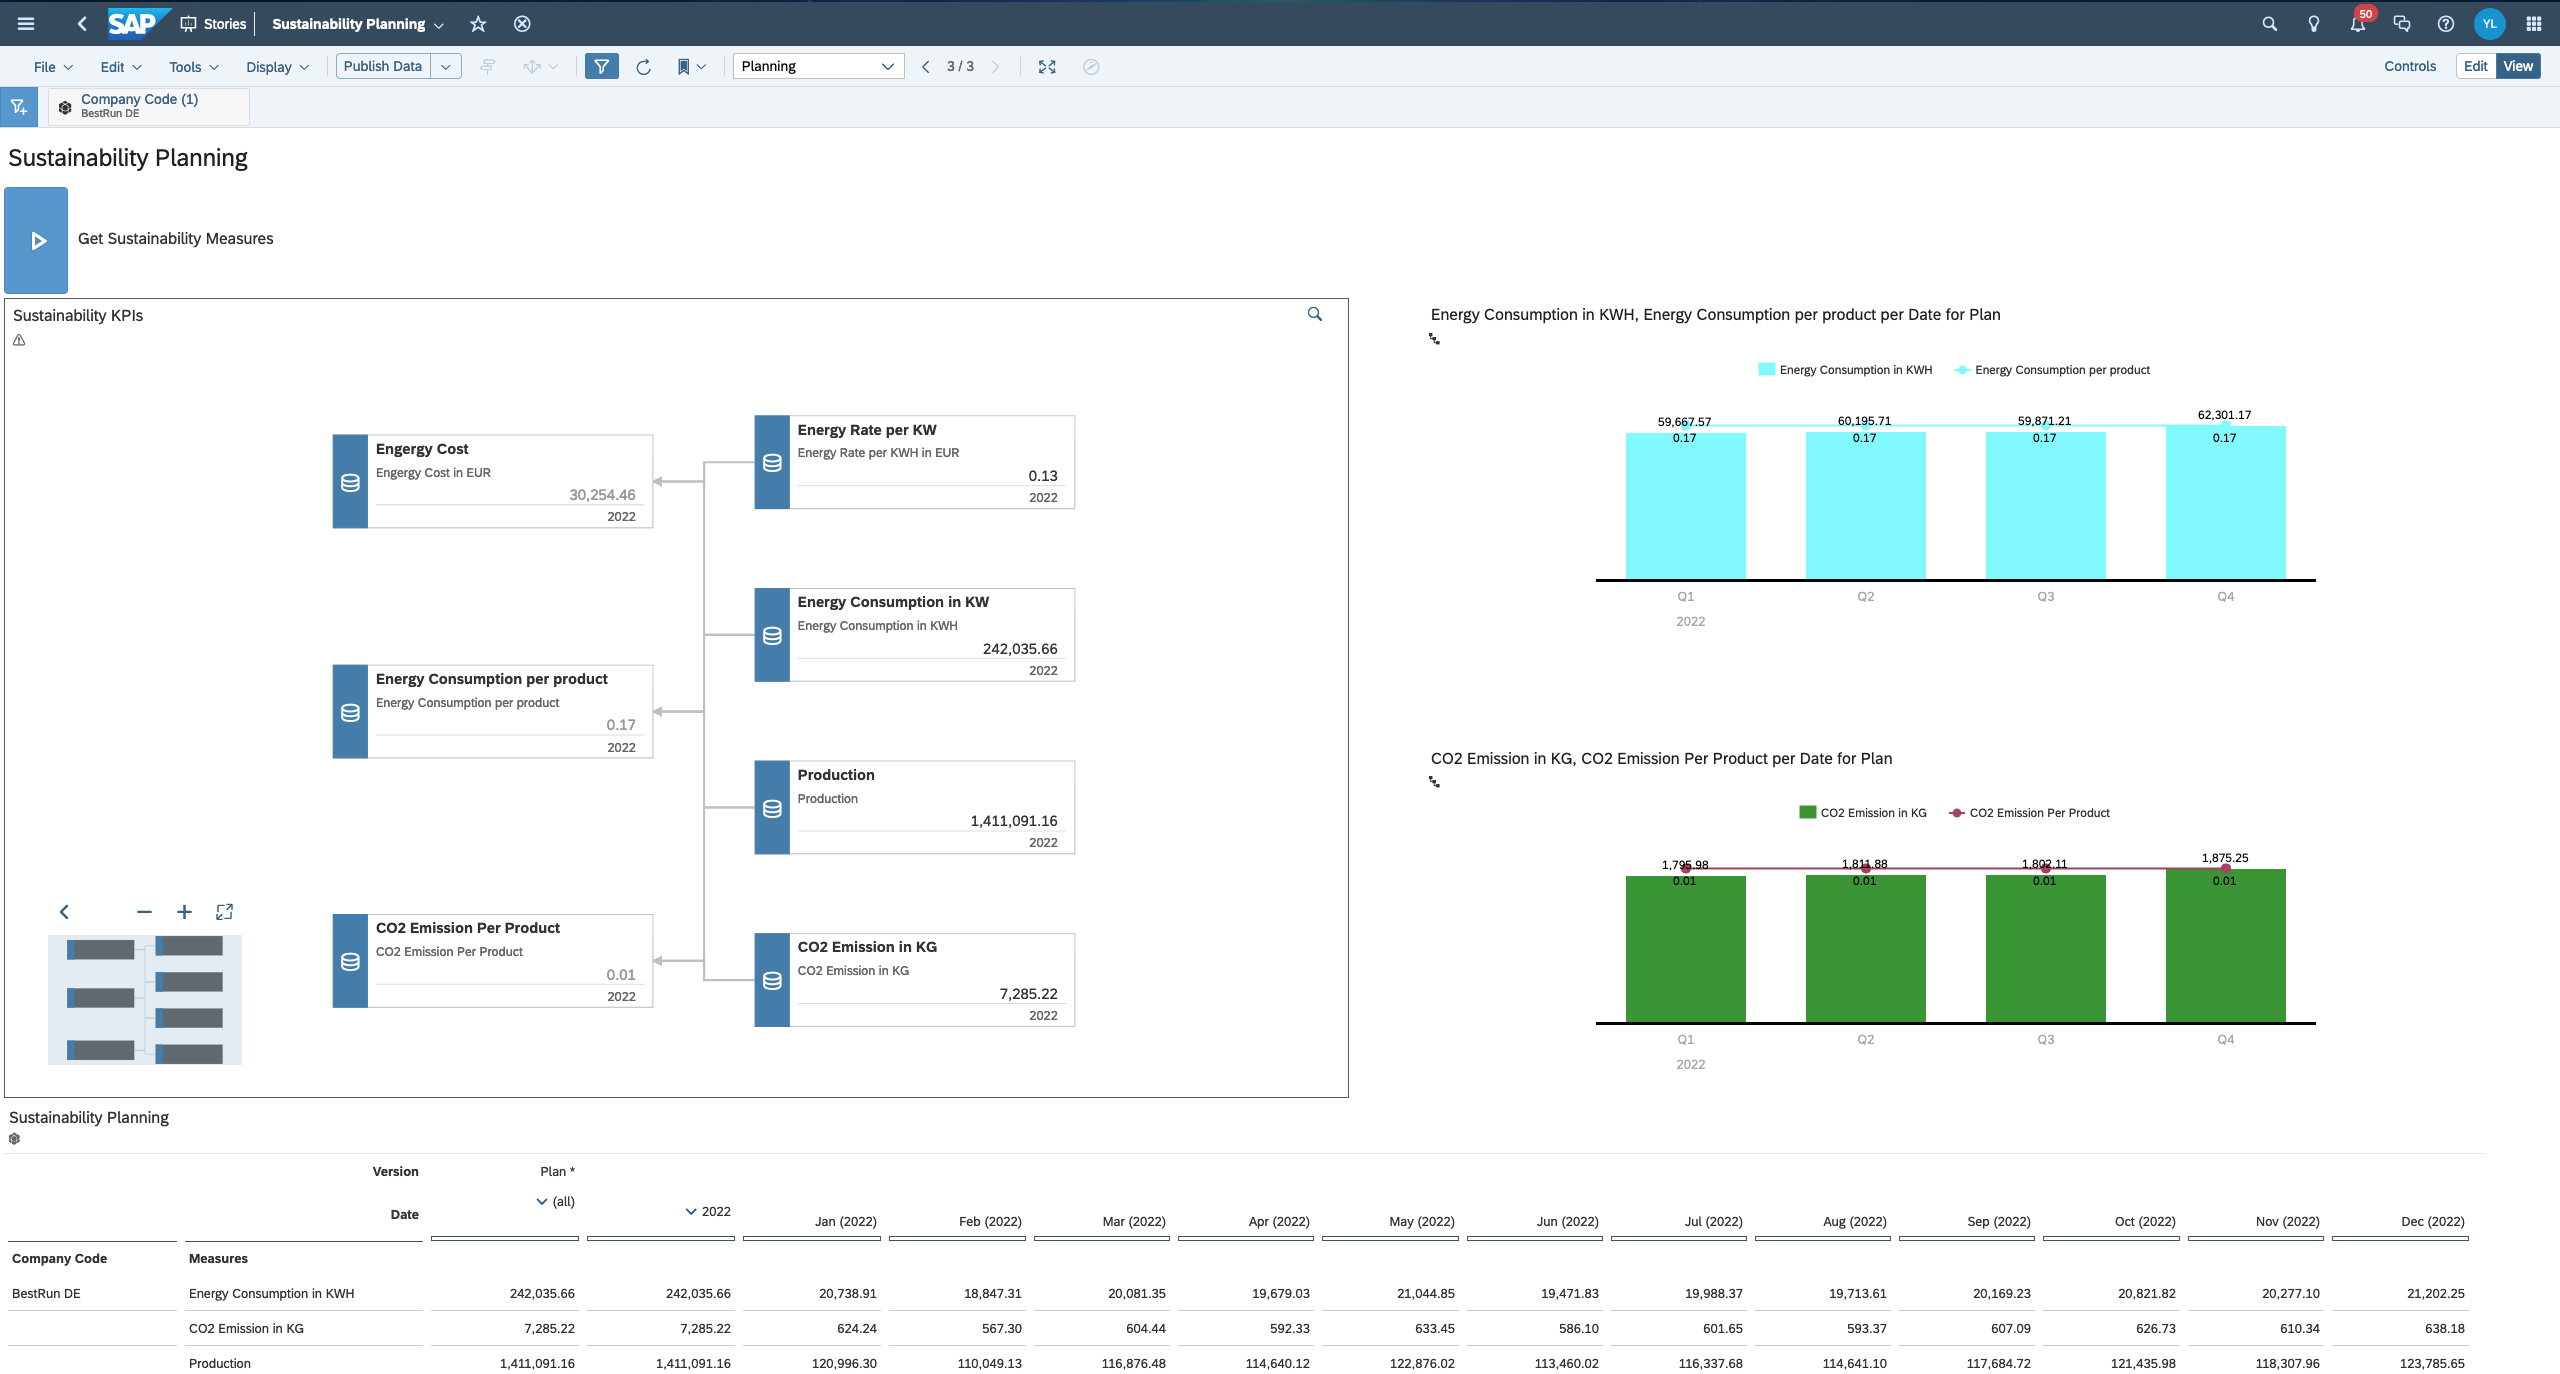 SAP Stories Sustainability Planning 50 YL
File Edit Tools Display Publish Data Planning 3 / 3 Controls Edit View
Company Code (1)
BestRun DE
Sustainability Planning
Get Sustainability Measures
Sustainability KPIs
Engergy Cost
Engergy Cost in EUR
30,254.46
2022
Energy Consumption per product
Energy Consumption per product
0.17
2022
CO2 Emission Per Product
CO2 Emission Per Product
0.01
2022
Energy Rate per KW
Energy Rate per KWH in EUR
0.13
2022
Energy Consumption in KW
Energy Consumption in KWH
242,035.66
2022
Production
Production
1,411,091.16
2022
CO2 Emission in KG
CO2 Emission in KG
7,285.22
2022
Energy Consumption in KWH, Energy Consumption per product per Date for Plan
Energy Consumption in KWH Energy Consumption per product
59,667.57 60,195.71 59,871.21 62,301.17
0.17 0.17 0.17 0.17
Q1 Q2 Q3 Q4
2022
CO2 Emission in KG, CO2 Emission Per Product per Date for Plan
CO2 Emission in KG CO2 Emission Per Product
1,795.98 1,811.88 1,802.11 1,875.25
0.01 0.01 0.01 0.01
Q1 Q2 Q3 Q4
2022
Sustainability Planning
Version Plan *
(all)
Date 2022 Jan (2022) Feb (2022) Mar (2022) Apr (2022) May (2022) Jun (2022) Jul (2022) Aug (2022) Sep (2022) Oct (2022) Nov (2022) Dec (2022)
Company Code Measures
BestRun DE Energy Consumption in KWH 242,035.66 242,035.66 20,738.91 18,847.31 20,081.35 19,679.03 21,044.85 19,471.83 19,988.37 19,713.61 20,169.23 20,821.82 20,277.10 21,202.25
CO2 Emission in KG 7,285.22 7,285.22 624.24 567.30 604.44 592.33 633.45 586.10 601.65 593.37 607.09 626.73 610.34 638.18
Production 1,411,091.16 1,411,091.16 120,996.30 110,049.13 116,876.48 114,640.12 122,876.02 113,460.02 116,337.68 114,641.10 117,684.72 121,435.98 118,307.96 123,785.65